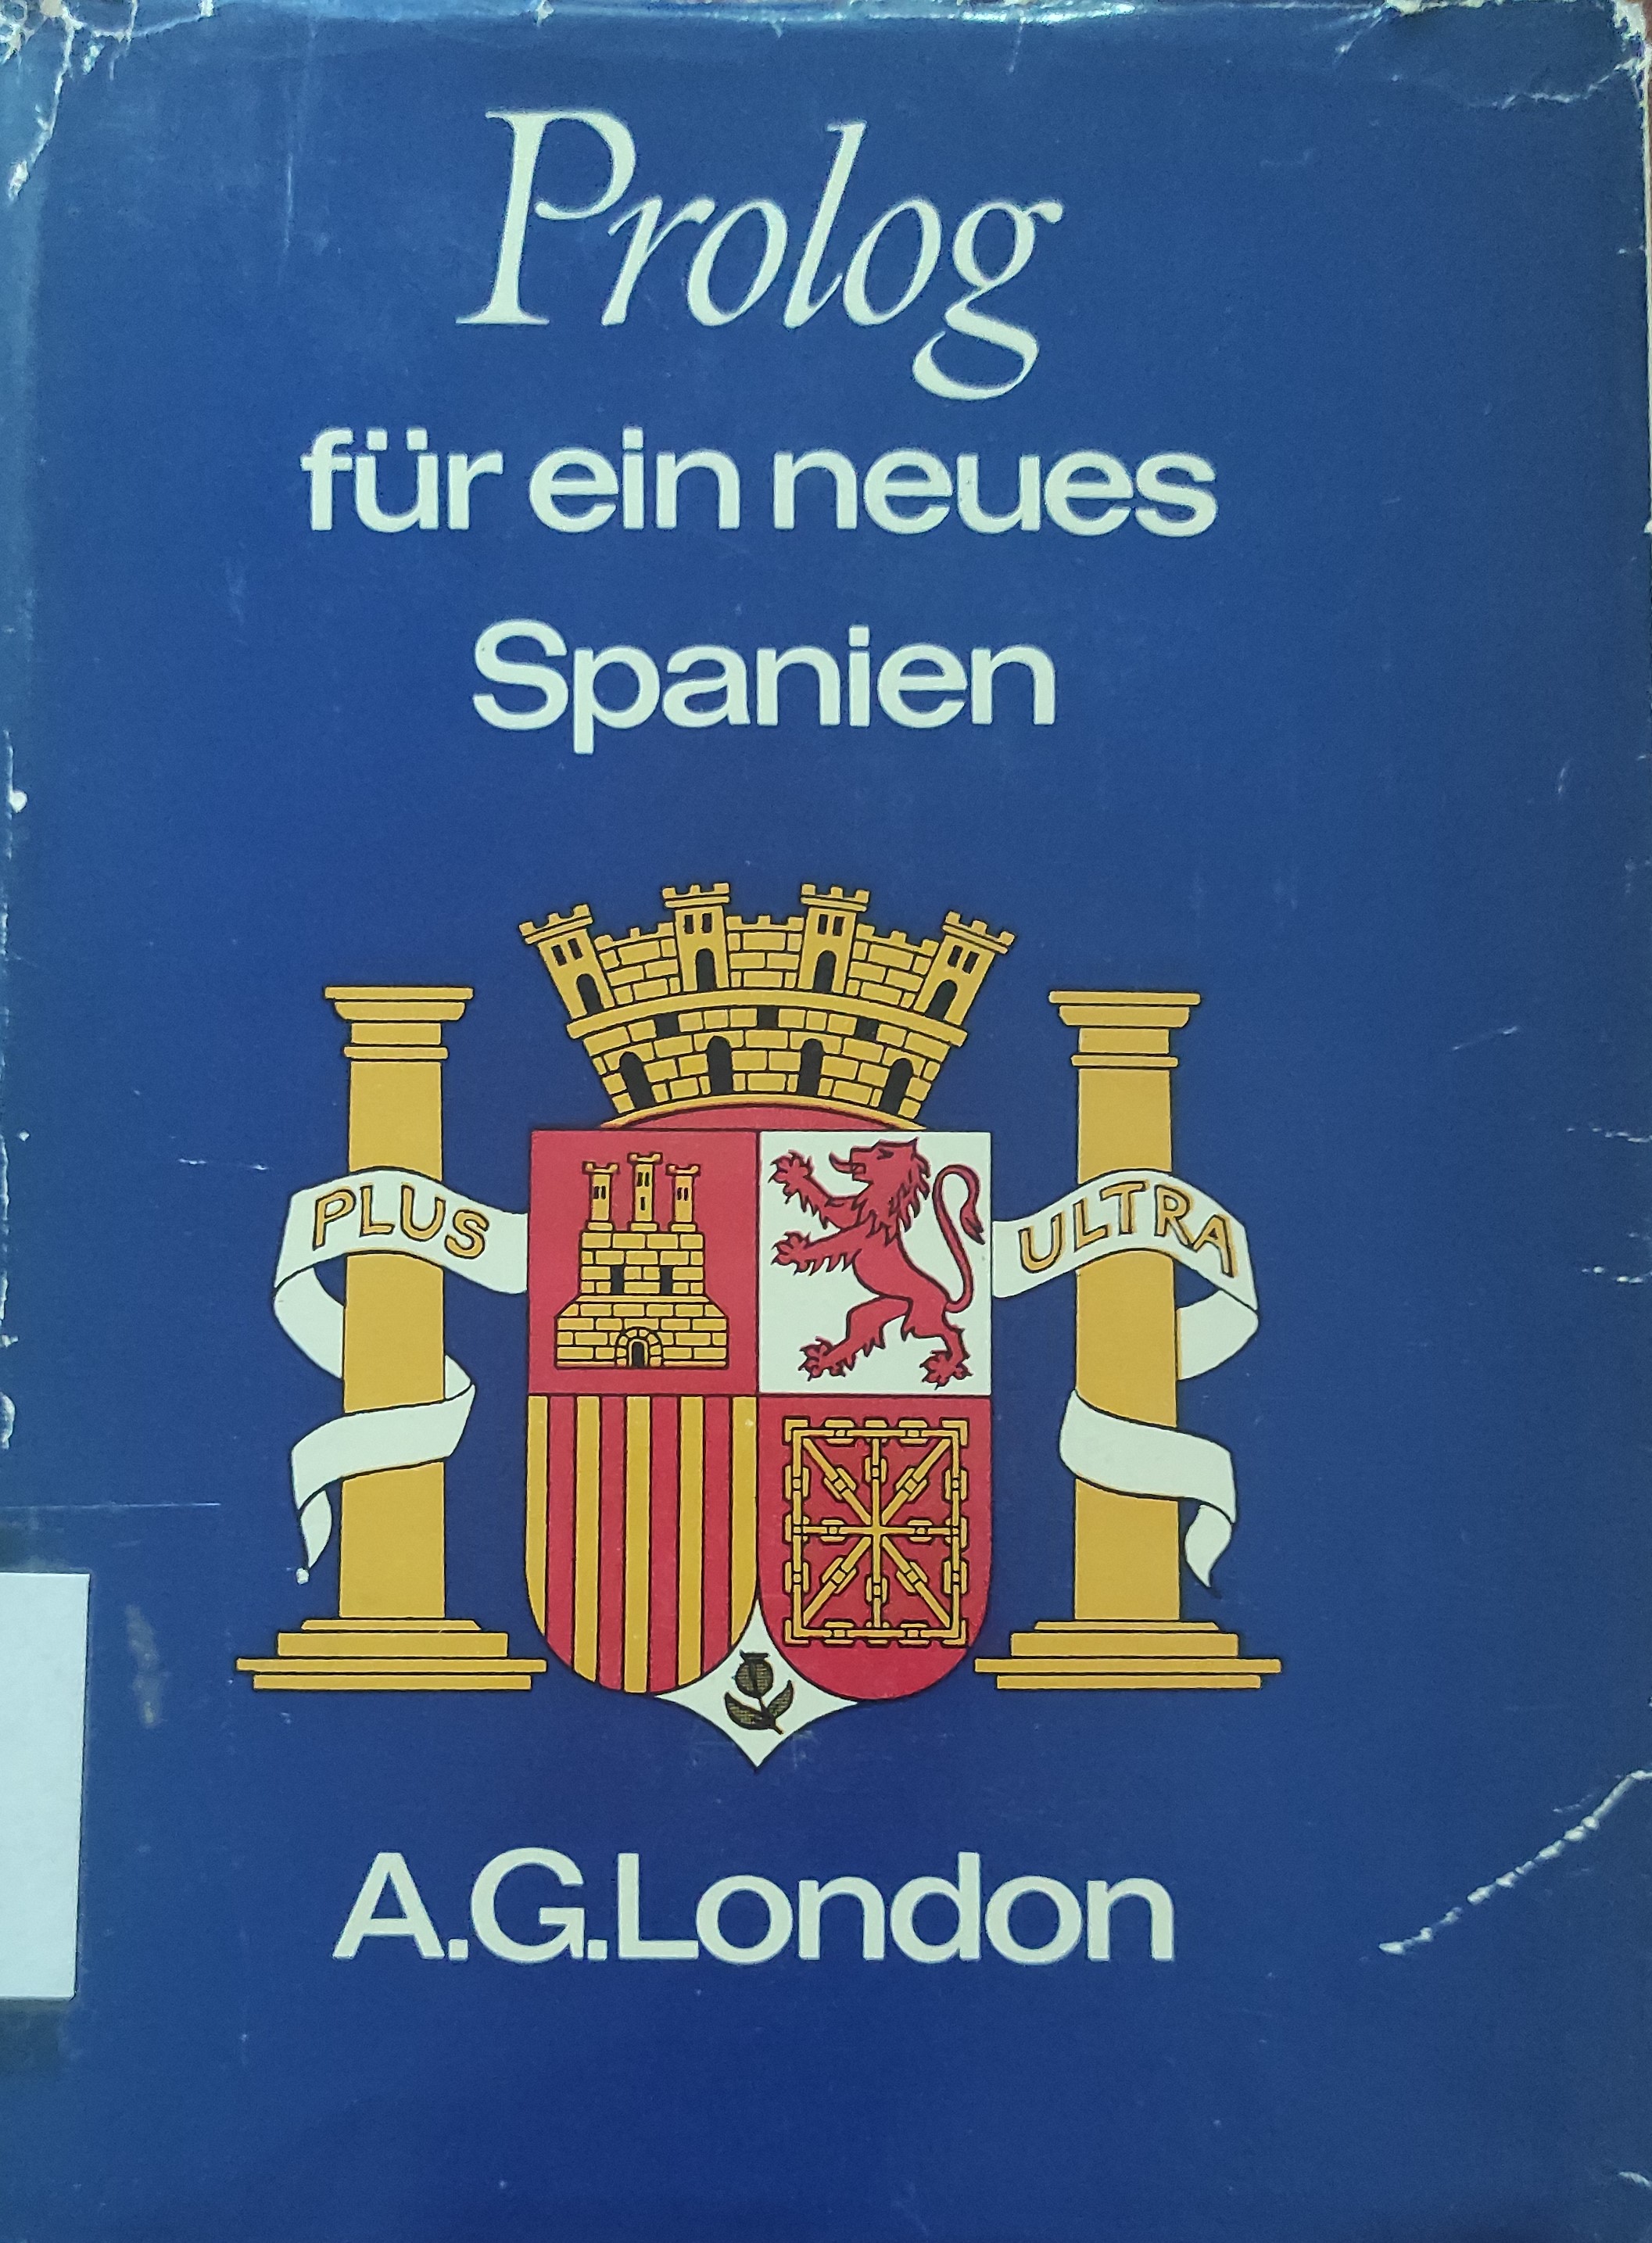 Prolog
für ein neues
Spanien
PLUS ULTRA
A.G.London